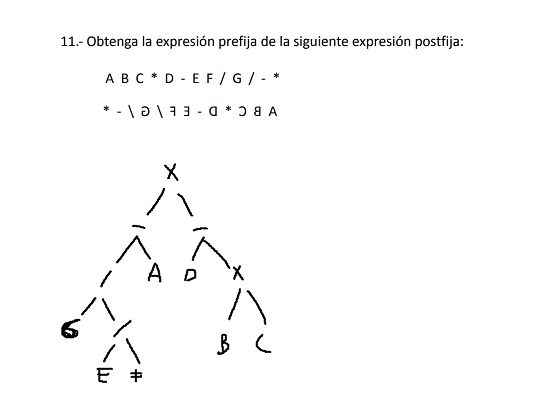 11.- Obtenga la expresión prefija de la siguiente expresión postfija:
A B C * D - E F / G / - *
* - \ G \ F E - D * C B A
X
- -
/ A D X
G / B C
E F